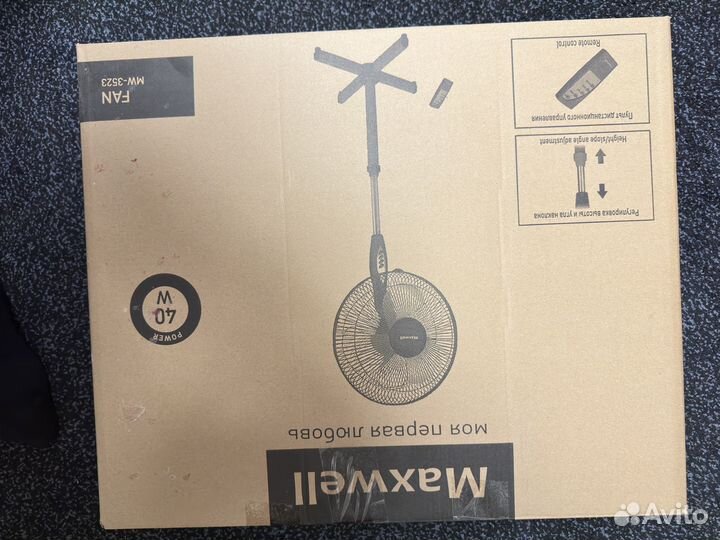 Maxwell
моя первая любовь
Maxwell
POWER
40
W
Регулировка высоты и угла наклона
Height/slope angle adjustment
Пульт дистанционного управления
Remote control
FAN
MW-3523
Avito